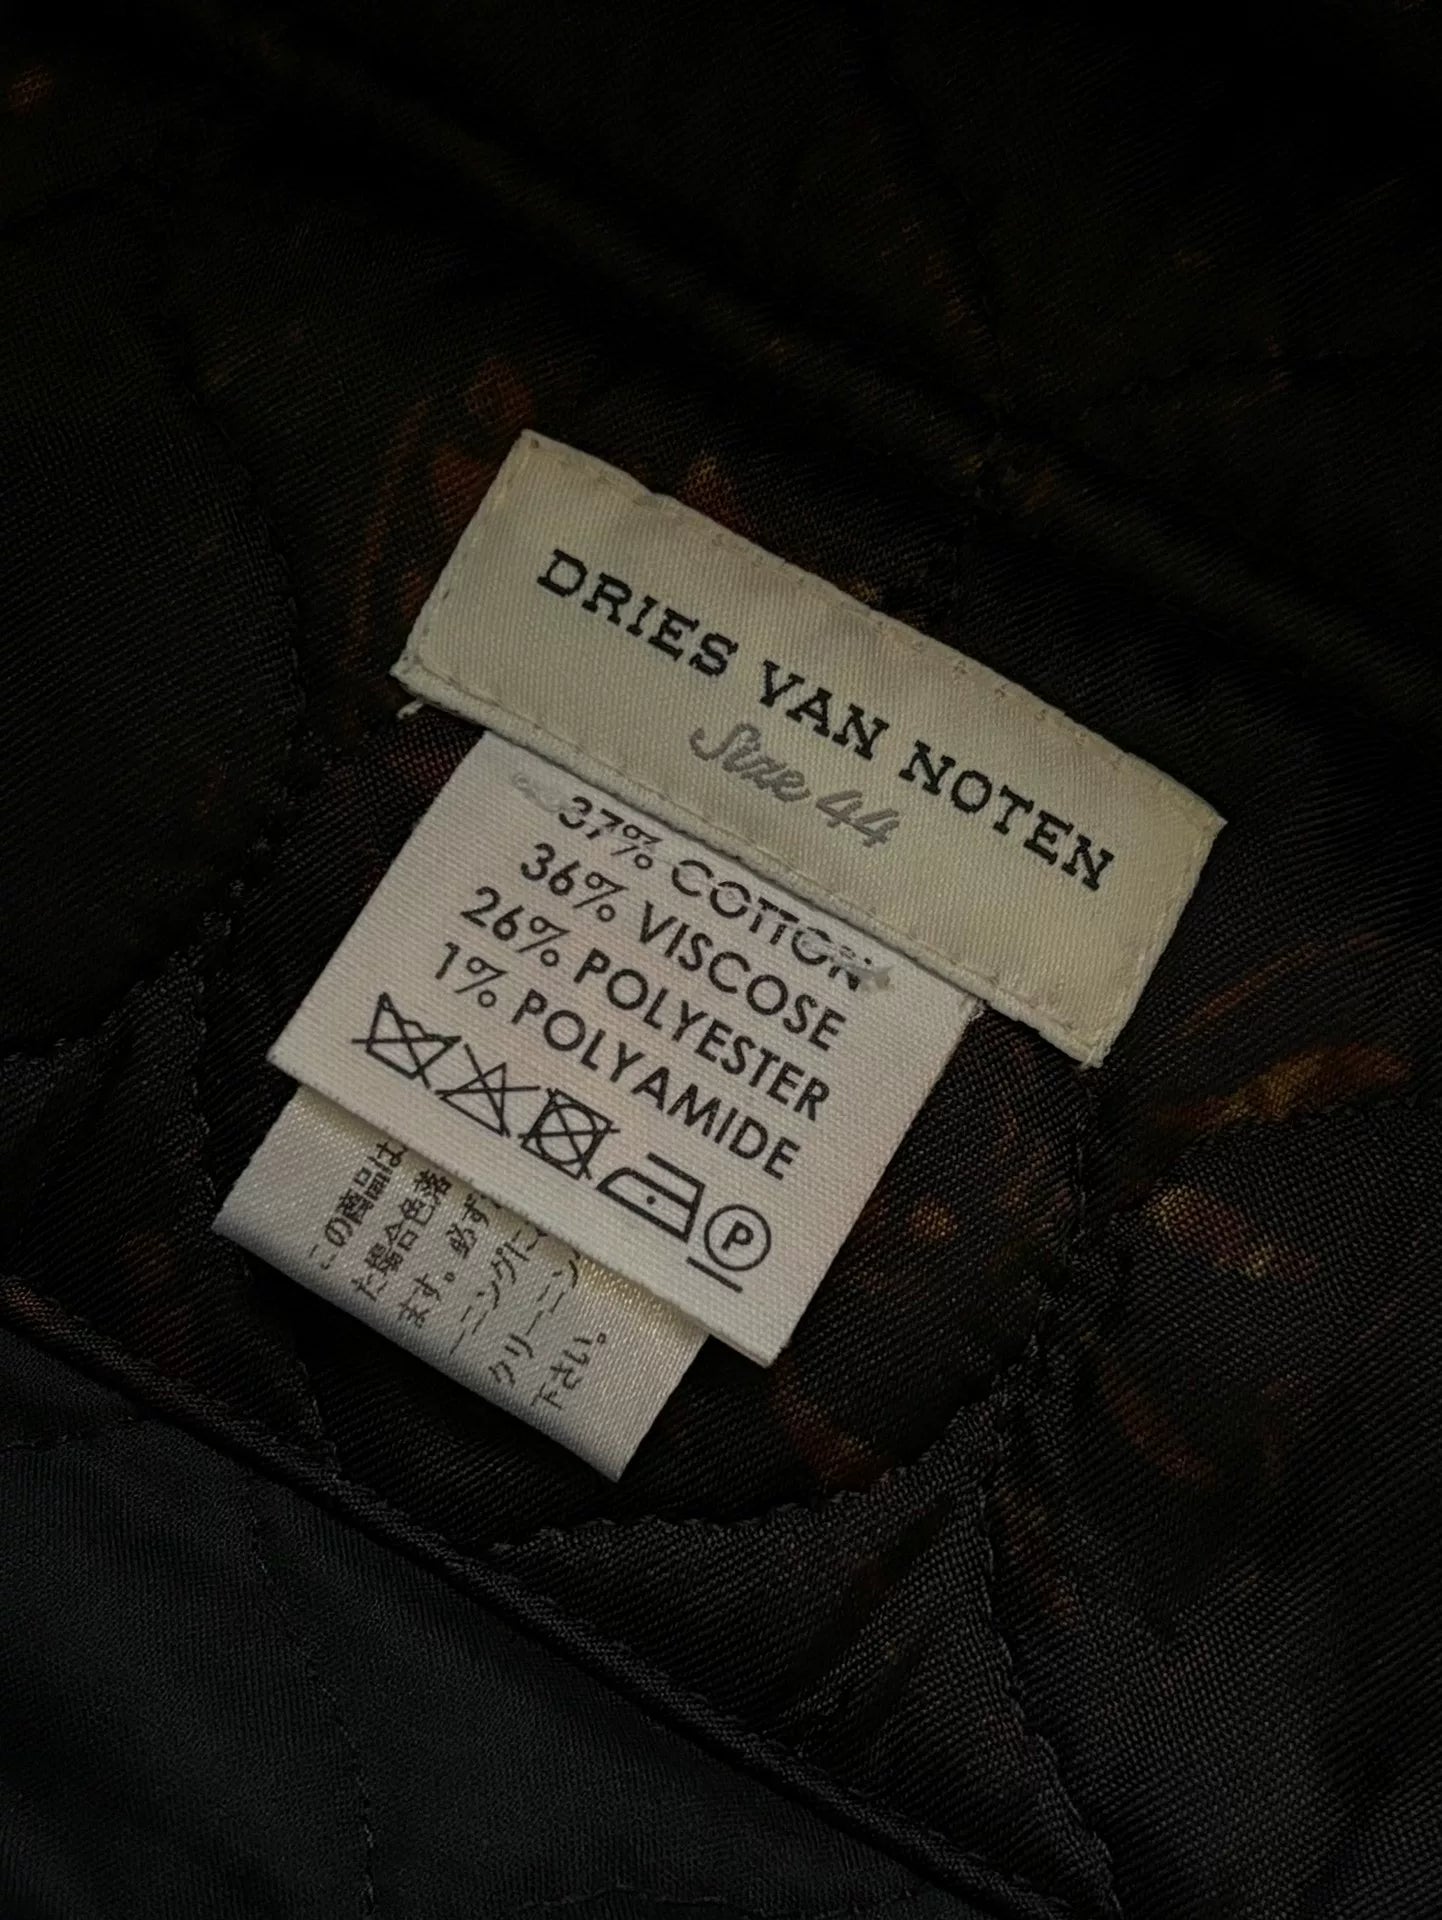 DRIES VAN NOTEN
Size 44
37% COTTON
36% VISCOSE
26% POLYESTER
1% POLYAMIDE
P
この商品は
た場合色落
ます。必ず
ニングに
クリーニン
下さい。